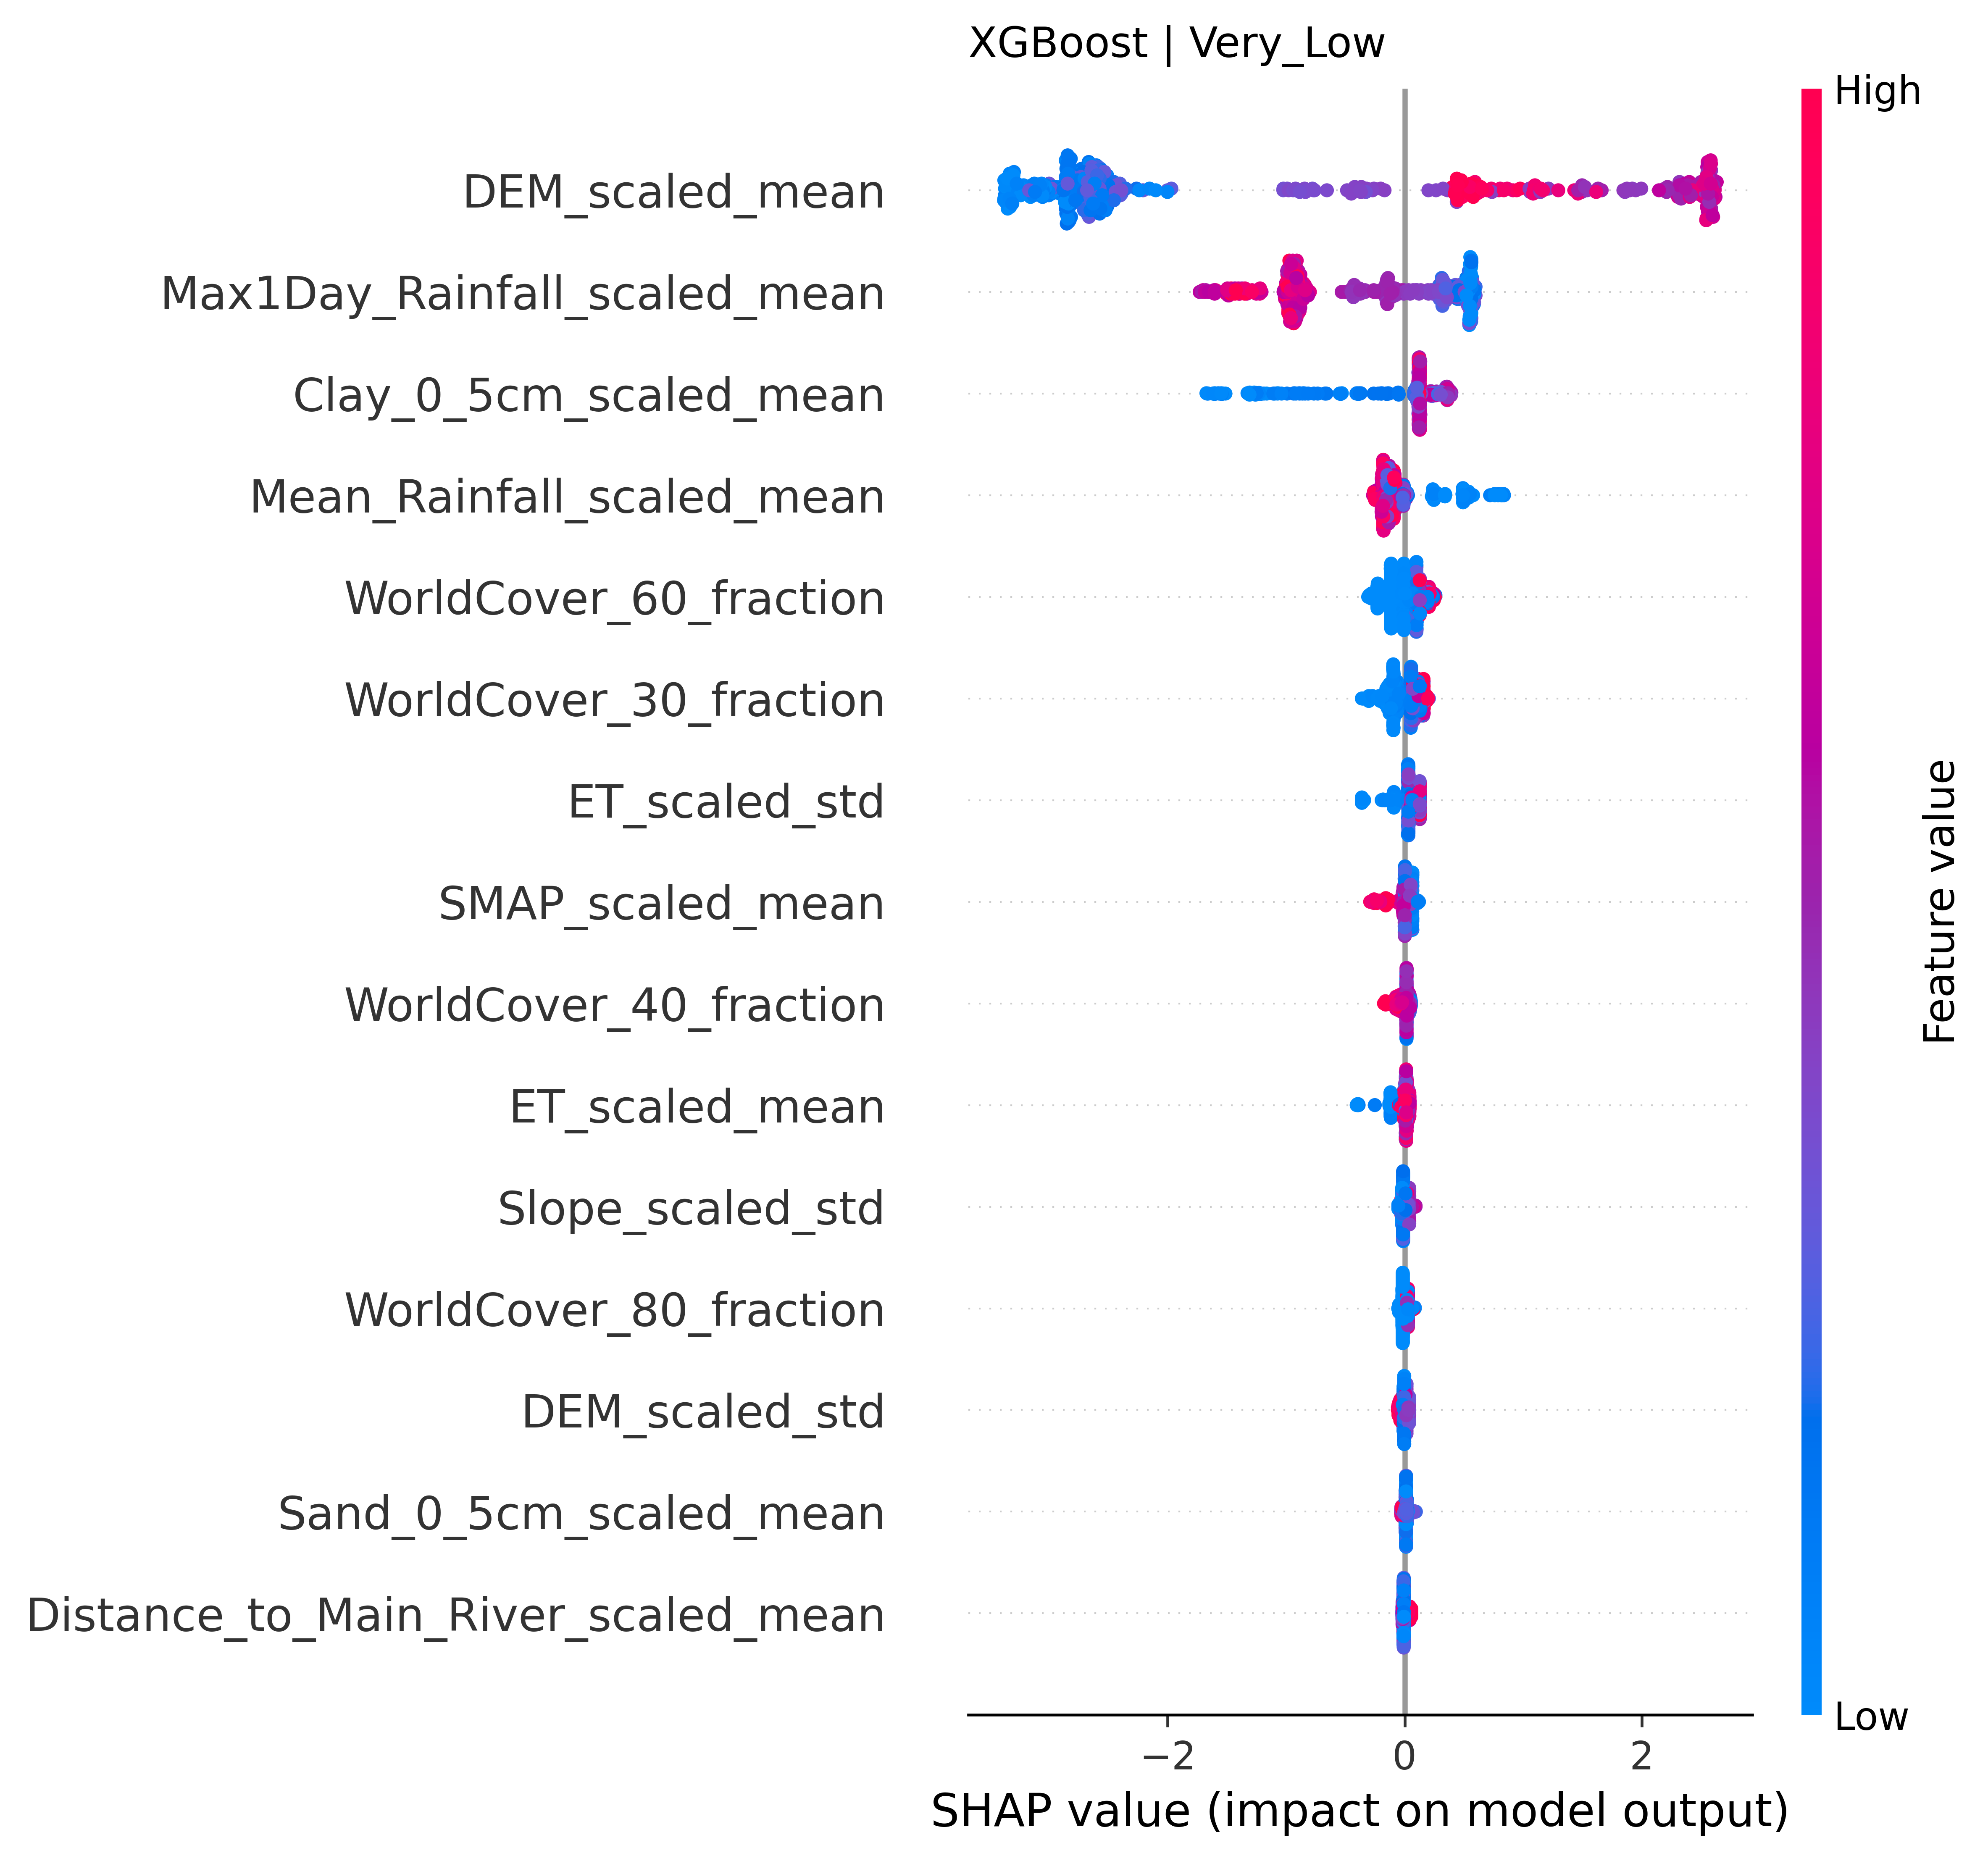 XGBoost | Very_Low
High
DEM_scaled_mean
Max1Day_Rainfall_scaled_mean
Clay_0_5cm_scaled_mean
Mean_Rainfall_scaled_mean
WorldCover_60_fraction
WorldCover_30_fraction
ET_scaled_std
SMAP_scaled_mean
WorldCover_40_fraction
ET_scaled_mean
Slope_scaled_std
WorldCover_80_fraction
DEM_scaled_std
Sand_0_5cm_scaled_mean
Distance_to_Main_River_scaled_mean
Feature value
Low
−2 0 2
SHAP value (impact on model output)